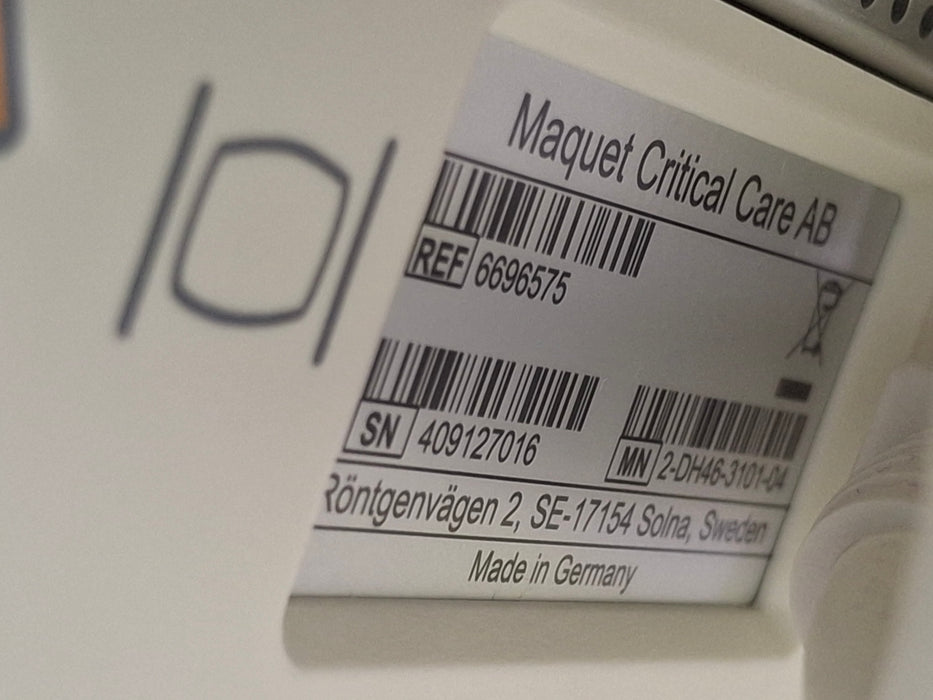 Maquet Critical Care AB
REF 6696575
SN 409127016
MN 2-DH46-3101-04
Röntgenvägen 2, SE-17154 Solna, Sweden
Made in Germany